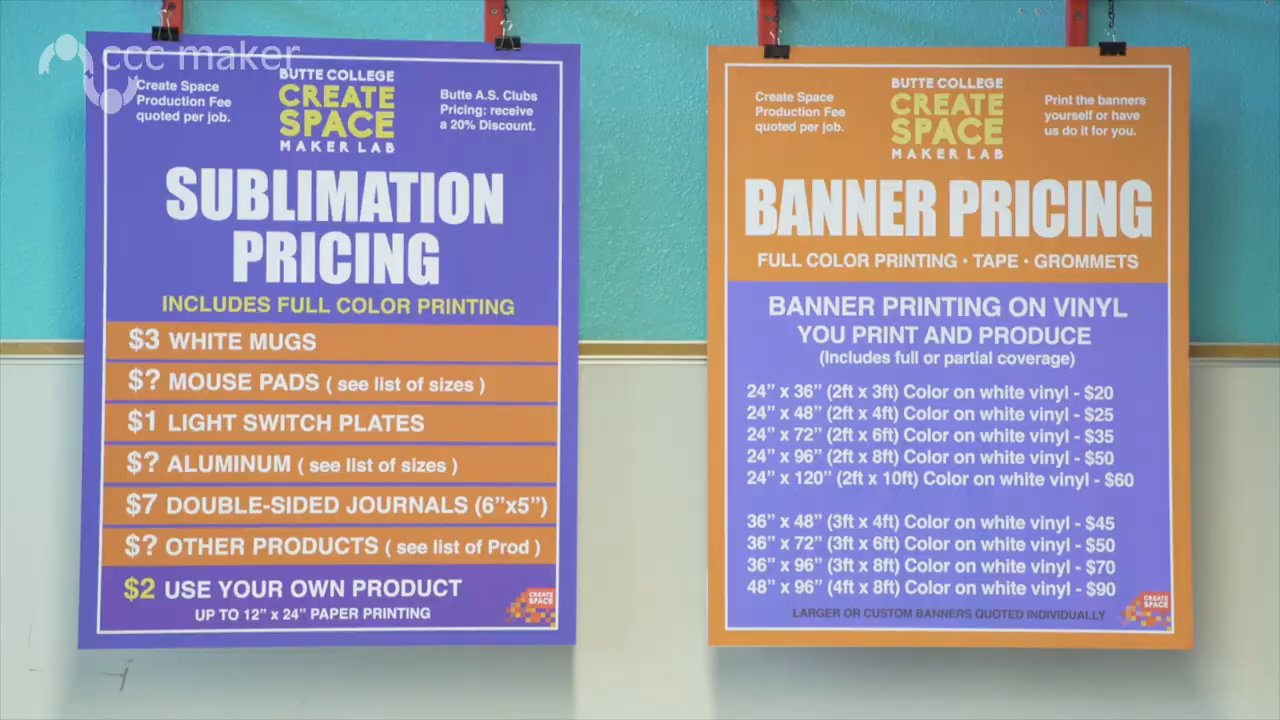 ccc maker
Create Space
Production Fee
quoted per job.
BUTTE COLLEGE
CREATE
SPACE
MAKER LAB
Butte A.S. Clubs
Pricing: receive
a 20% Discount.
SUBLIMATION
PRICING
INCLUDES FULL COLOR PRINTING
$3 WHITE MUGS
$? MOUSE PADS ( see list of sizes )
$1 LIGHT SWITCH PLATES
$? ALUMINUM ( see list of sizes )
$7 DOUBLE-SIDED JOURNALS (6”x5”)
$? OTHER PRODUCTS ( see list of Prod )
$2 USE YOUR OWN PRODUCT
UP TO 12” x 24” PAPER PRINTING
CREATE
SPACE
Create Space
Production Fee
quoted per job.
BUTTE COLLEGE
CREATE
SPACE
MAKER LAB
Print the banners
yourself or have
us do it for you.
BANNER PRICING
FULL COLOR PRINTING • TAPE • GROMMETS
BANNER PRINTING ON VINYL
YOU PRINT AND PRODUCE
(Includes full or partial coverage)
24” x 36” (2ft x 3ft) Color on white vinyl - $20
24” x 48” (2ft x 4ft) Color on white vinyl - $25
24” x 72” (2ft x 6ft) Color on white vinyl - $35
24” x 96” (2ft x 8ft) Color on white vinyl - $50
24” x 120” (2ft x 10ft) Color on white vinyl - $60
36” x 48” (3ft x 4ft) Color on white vinyl - $45
36” x 72” (3ft x 6ft) Color on white vinyl - $50
36” x 96” (3ft x 8ft) Color on white vinyl - $70
48” x 96” (4ft x 8ft) Color on white vinyl - $90
LARGER OR CUSTOM BANNERS QUOTED INDIVIDUALLY
CREATE
SPACE